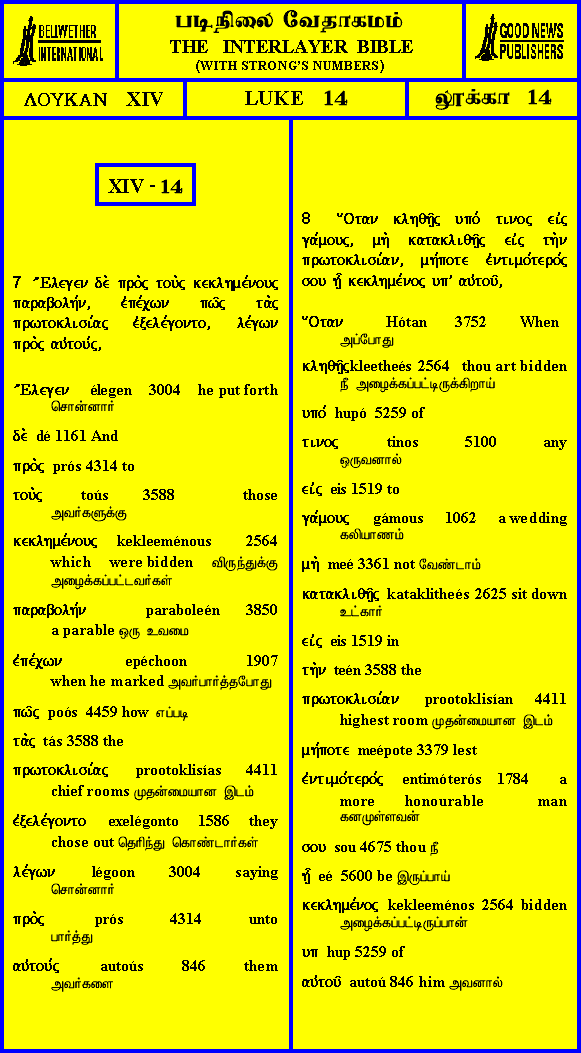 BELLWETHER
INTERNATIONAL
படிநிலை வேதாகமம்
THE INTERLAYER BIBLE
(WITH STRONG'S NUMBERS)
GOOD NEWS
PUBLISHERS
ΛΟΥΚΑΝ XIV
LUKE 14
லூக்கா 14
XIV - 14
7 Ἔλεγεν δὲ πρὸς τοὺς κεκλημένους
παραβολήν, ἐπέχων πῶς τὰς
πρωτοκλισίας ἐξελέγοντο, λέγων
πρὸς αὐτούς,
Ἔλεγεν élegen 3004 he put forth
சொன்னார்
δὲ dé 1161 And
πρὸς prós 4314 to
τοὺς toús 3588 those
அவர்களுக்கு
κεκλημένους kekleeménous 2564
which were bidden விருந்துக்கு
அழைக்கப்பட்டவர்கள்
παραβολήν paraboleén 3850
a parable ஒரு உவமை
ἐπέχων epéchoon 1907
when he marked அவர்பார்த்தபோது
πῶς poós 4459 how எப்படி
τὰς tás 3588 the
πρωτοκλισίας prootoklisías 4411
chief rooms முதன்மையான இடம்
ἐξελέγοντο exelégonto 1586 they
chose out தெரிந்து கொண்டார்கள்
λέγων légoon 3004 saying
சொன்னார்
πρὸς prós 4314 unto
பார்த்து
αὐτούς autoús 846 them
அவர்களை
8 Ὅταν κληθῇς υπό τινος εἰς
γάμους, μὴ κατακλιθῇς εἰς τὴν
πρωτοκλισίαν, μήποτε ἐντιμότερός
σου ᾖ κεκλημένος υπ' αὐτοῦ,
Ὅταν Hótan 3752 When
அப்போது
κληθῇς kleetheés 2564 thou art bidden
நீ அழைக்கப்பட்டிருக்கிறாய்
υπό hupó 5259 of
τινος tinos 5100 any
ஒருவனால்
εἰς eis 1519 to
γάμους gámous 1062 a wedding
கலியாணம்
μὴ meé 3361 not வேண்டாம்
κατακλιθῇς kataklitheés 2625 sit down
உட்கார்
εἰς eis 1519 in
τὴν teén 3588 the
πρωτοκλισίαν prootoklisían 4411
highest room முதன்மையான இடம்
μήποτε meépote 3379 lest
ἐντιμότερός entimóterós 1784 a
more honourable man
கனமுள்ளவன்
σου sou 4675 thou நீ
ᾖ eé 5600 be இருப்பாய்
κεκλημένος kekleeménos 2564 bidden
அழைக்கப்பட்டிருப்பான்
υπ hup 5259 of
αὐτοῦ autoú 846 him அவனால்